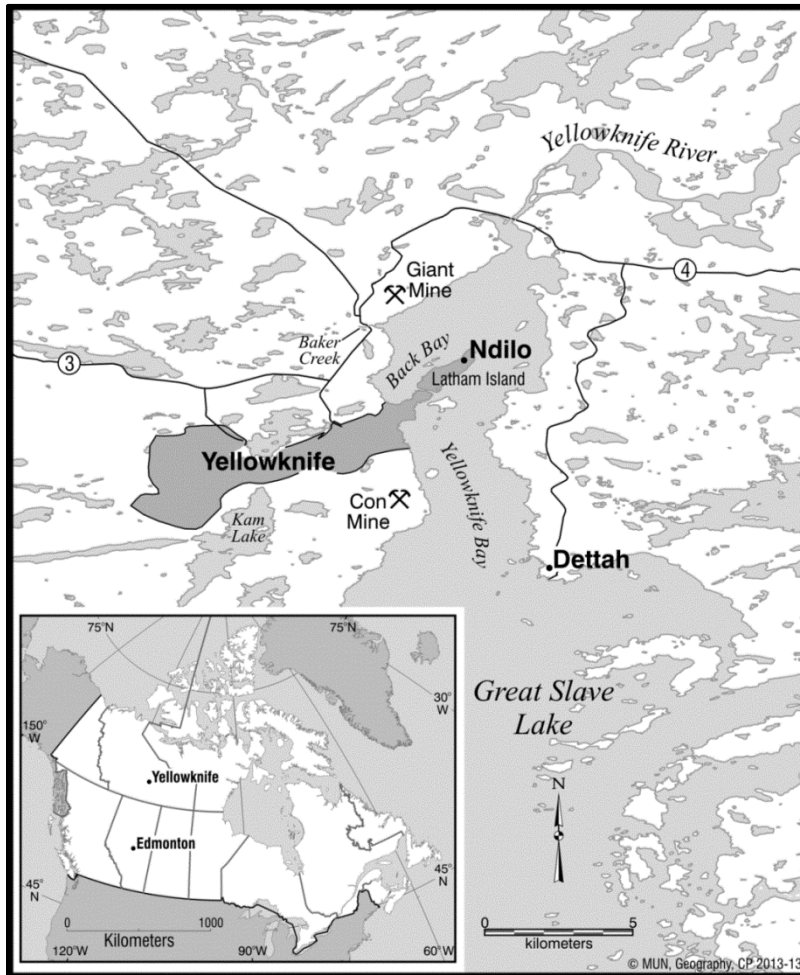 Yellowknife River
4
Giant
Mine
Baker
Creek
Back Bay
Ndilo
Latham Island
3
Yellowknife
Yellowknife Bay
Con
Mine
Kam
Lake
Dettah
Great Slave
Lake
N
0 5
kilometers
© MUN, Geography, CP 2013-13
75°N
75°N
30°
W
150°
W
Yellowknife
Edmonton
45°
N
45°
N
0 1000
Kilometers
120°W
90°W
60°W